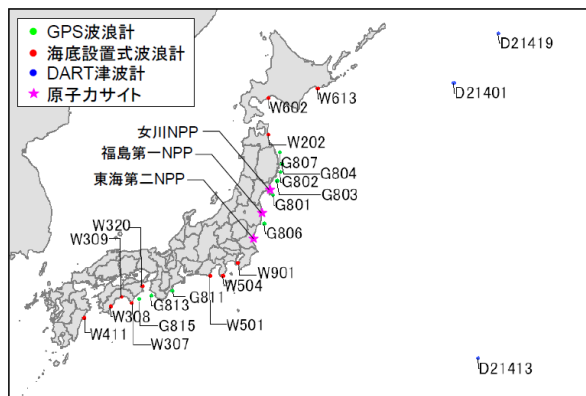 GPS波浪計
海底設置式波浪計
DART津波計
原子力サイト
D21419
D21401
W613
W602
女川NPP
W202
福島第一NPP
G807
G804
G802
東海第二NPP
G803
G801
W320
G806
W309
W901
W504
G811
G813
W308
G815
W501
W411
W307
D21413